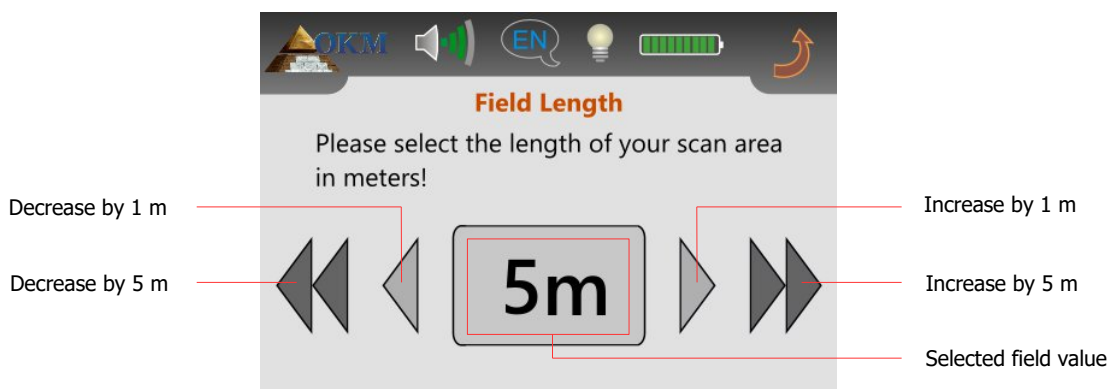 OKM
EN
Field Length
Please select the length of your scan area
in meters!
Decrease by 1 m
Increase by 1 m
Decrease by 5 m
5m
Increase by 5 m
Selected field value